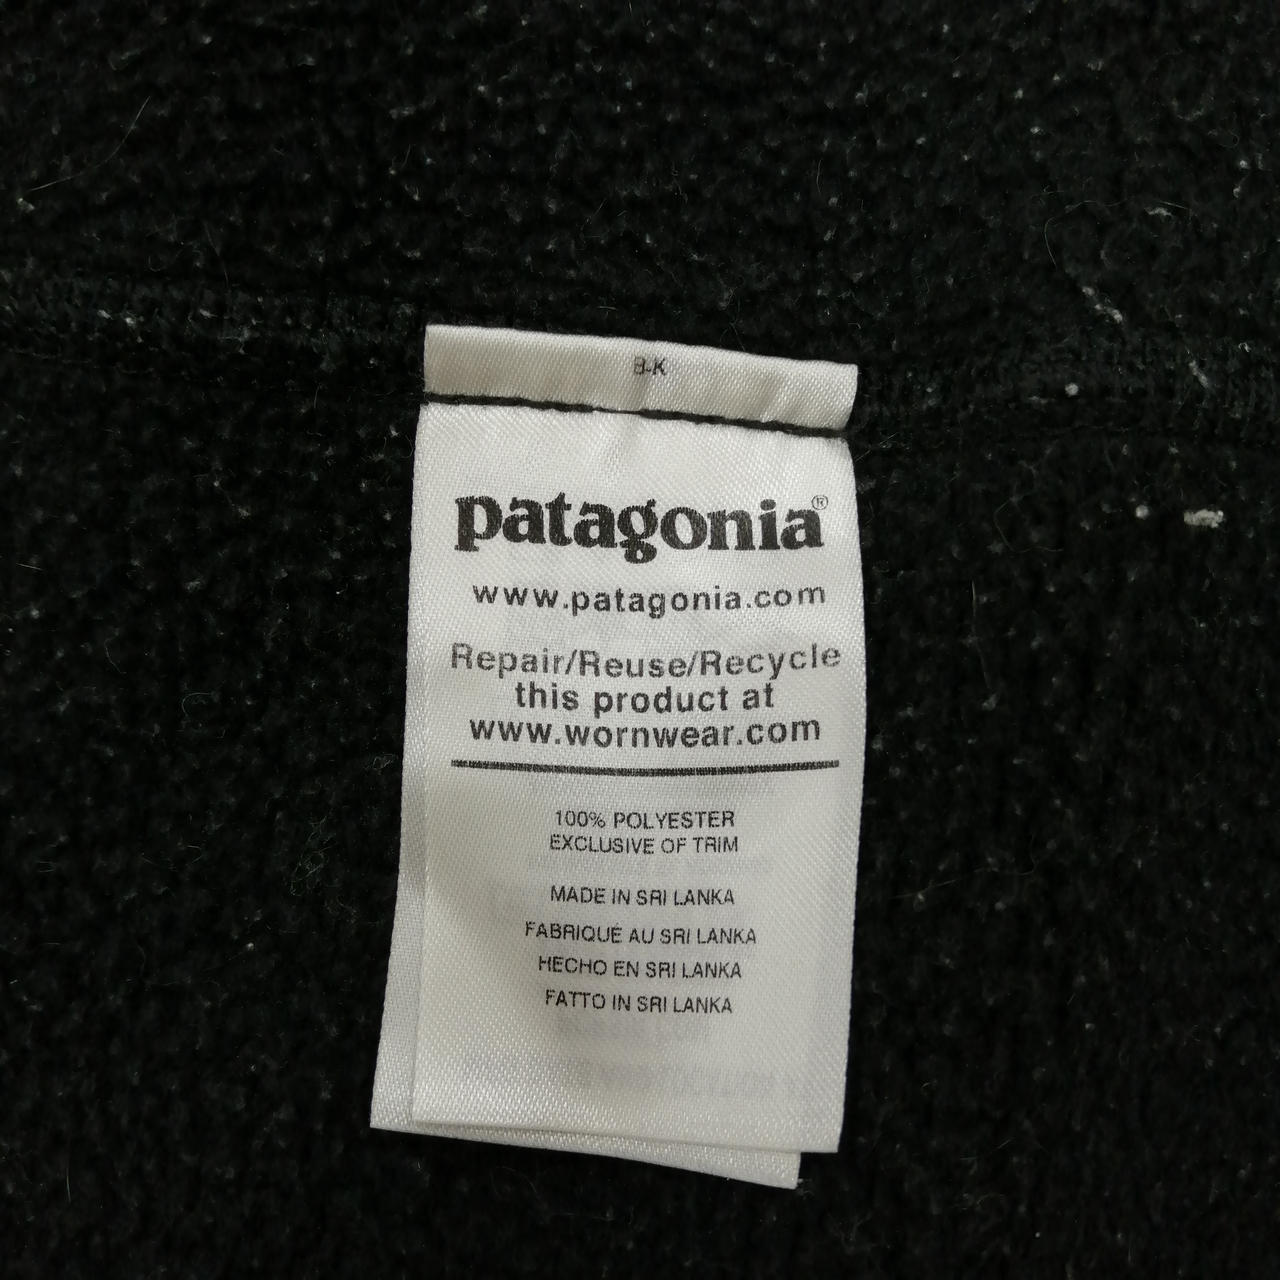 B-K
patagonia®
www.patagonia.com
Repair/Reuse/Recycle
this product at
www.wornwear.com
100% POLYESTER
EXCLUSIVE OF TRIM
MADE IN SRI LANKA
FABRIQUÉ AU SRI LANKA
HECHO EN SRI LANKA
FATTO IN SRI LANKA